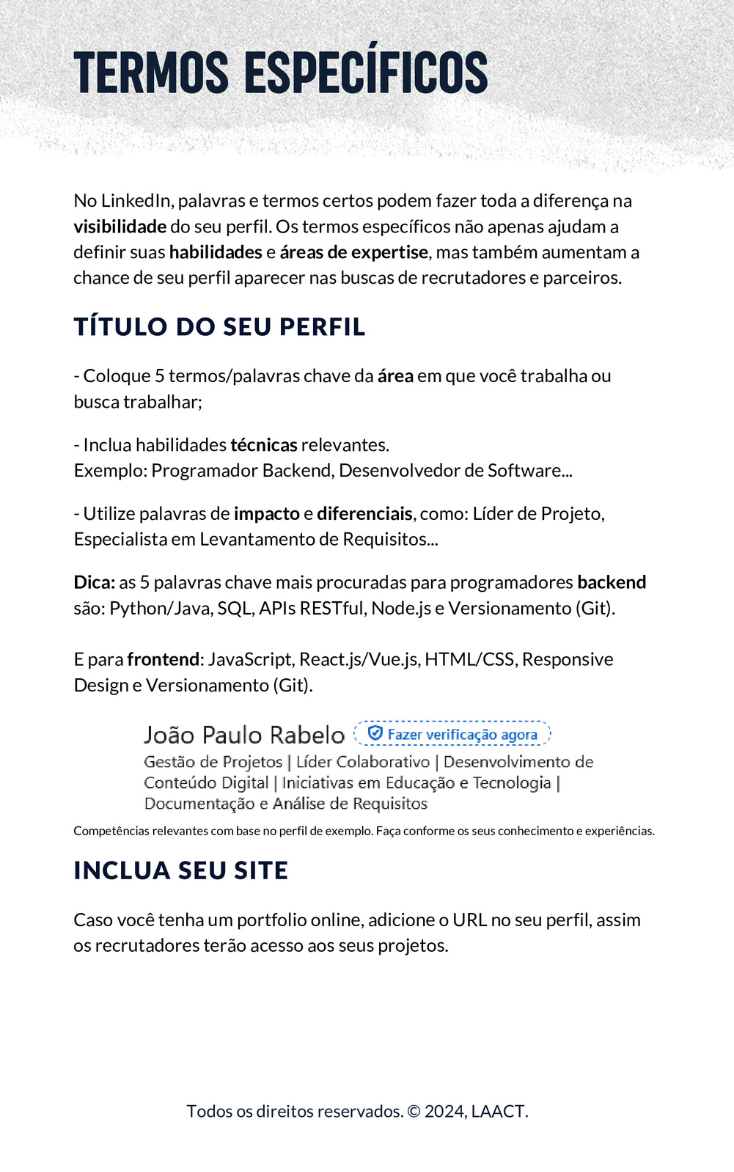 TERMOS ESPECÍFICOS
No LinkedIn, palavras e termos certos podem fazer toda a diferença na
visibilidade do seu perfil. Os termos específicos não apenas ajudam a
definir suas habilidades e áreas de expertise, mas também aumentam a
chance de seu perfil aparecer nas buscas de recrutadores e parceiros.
TÍTULO DO SEU PERFIL
- Coloque 5 termos/palavras chave da área em que você trabalha ou
busca trabalhar;
- Inclua habilidades técnicas relevantes.
Exemplo: Programador Backend, Desenvolvedor de Software...
- Utilize palavras de impacto e diferenciais, como: Líder de Projeto,
Especialista em Levantamento de Requisitos...
Dica: as 5 palavras chave mais procuradas para programadores backend
são: Python/Java, SQL, APIs RESTful, Node.js e Versionamento (Git).
E para frontend: JavaScript, React.js/Vue.js, HTML/CSS, Responsive
Design e Versionamento (Git).
João Paulo Rabelo Fazer verificação agora
Gestão de Projetos | Líder Colaborativo | Desenvolvimento de
Conteúdo Digital | Iniciativas em Educação e Tecnologia |
Documentação e Análise de Requisitos
Competências relevantes com base no perfil de exemplo. Faça conforme os seus conhecimento e experiências.
INCLUA SEU SITE
Caso você tenha um portfolio online, adicione o URL no seu perfil, assim
os recrutadores terão acesso aos seus projetos.
Todos os direitos reservados. © 2024, LAACT.